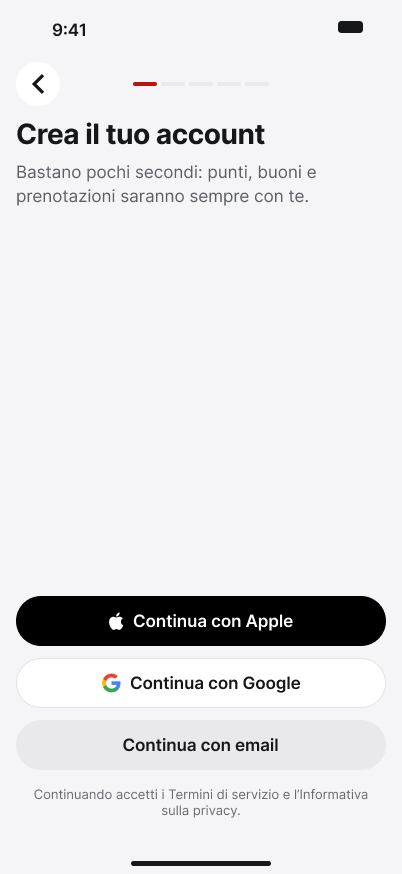 9:41
Crea il tuo account
Bastano pochi secondi: punti, buoni e
prenotazioni saranno sempre con te.
Continua con Apple
Continua con Google
Continua con email
Continuando accetti i Termini di servizio e l'Informativa
sulla privacy.